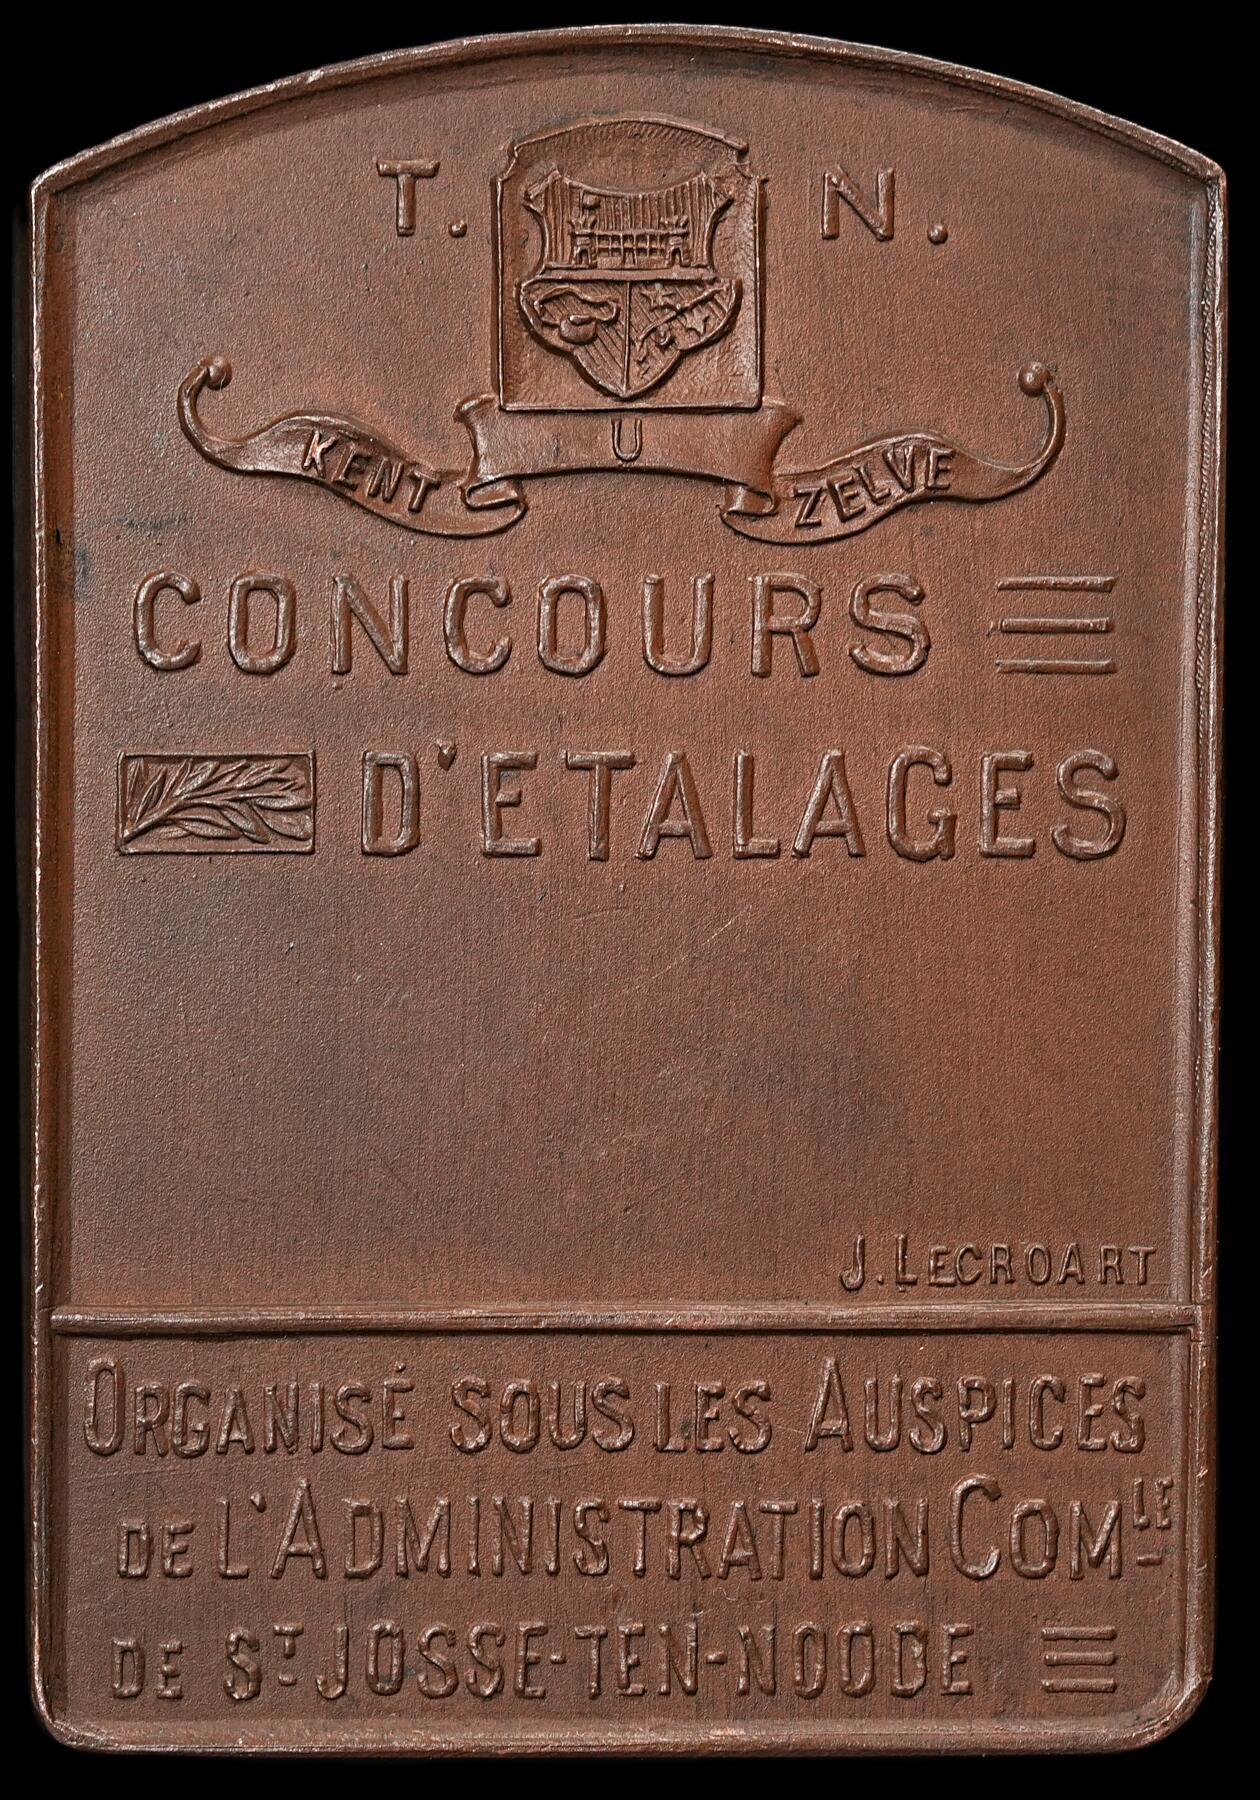 T. N.
KENT U ZELVE
CONCOURS
D'ETALAGES
J. LECROART
ORGANISÉ SOUS LES AUSPICES
DE L'ADMINISTRATION COMLE
DE ST JOSSE-TEN-NOODE